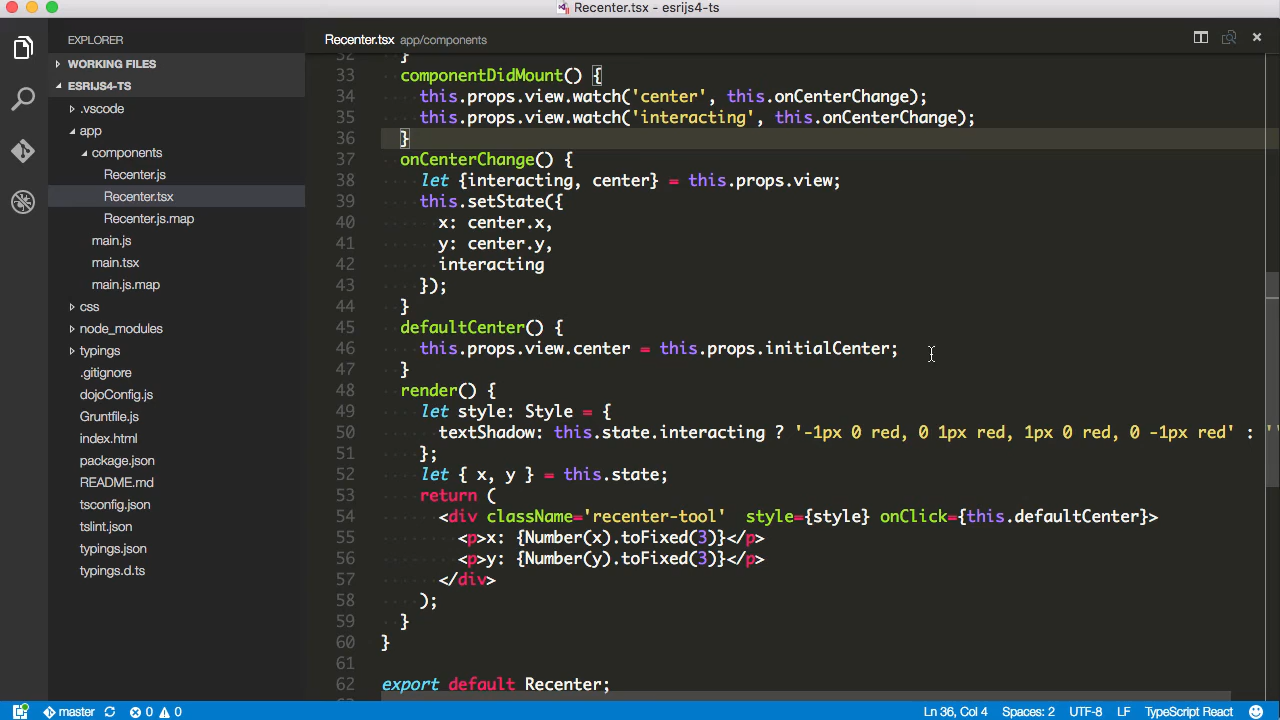 Recenter.tsx - esrijs4-ts
EXPLORER
WORKING FILES
ESRIJS4-TS
.vscode
app
components
Recenter.js
Recenter.tsx
Recenter.js.map
main.js
main.tsx
main.js.map
css
node_modules
typings
.gitignore
dojoConfig.js
Gruntfile.js
index.html
package.json
README.md
tsconfig.json
tslint.json
typings.json
typings.d.ts
Recenter.tsx app/components
32 }
33 componentDidMount() {
34 this.props.view.watch('center', this.onCenterChange);
35 this.props.view.watch('interacting', this.onCenterChange);
36 }
37 onCenterChange() {
38 let {interacting, center} = this.props.view;
39 this.setState({
40 x: center.x,
41 y: center.y,
42 interacting
43 });
44 }
45 defaultCenter() {
46 this.props.view.center = this.props.initialCenter;
47 }
48 render() {
49 let style: Style = {
50 textShadow: this.state.interacting ? '-1px 0 red, 0 1px red, 1px 0 red, 0 -1px red' : ''
51 };
52 let { x, y } = this.state;
53 return (
54 <div className='recenter-tool' style={style} onClick={this.defaultCenter}>
55 <p>x: {Number(x).toFixed(3)}</p>
56 <p>y: {Number(y).toFixed(3)}</p>
57 </div>
58 );
59 }
60 }
61
62 export default Recenter;
master 0 0 Ln 36, Col 4 Spaces: 2 UTF-8 LF TypeScript React